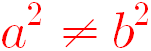 a² ≠ b²